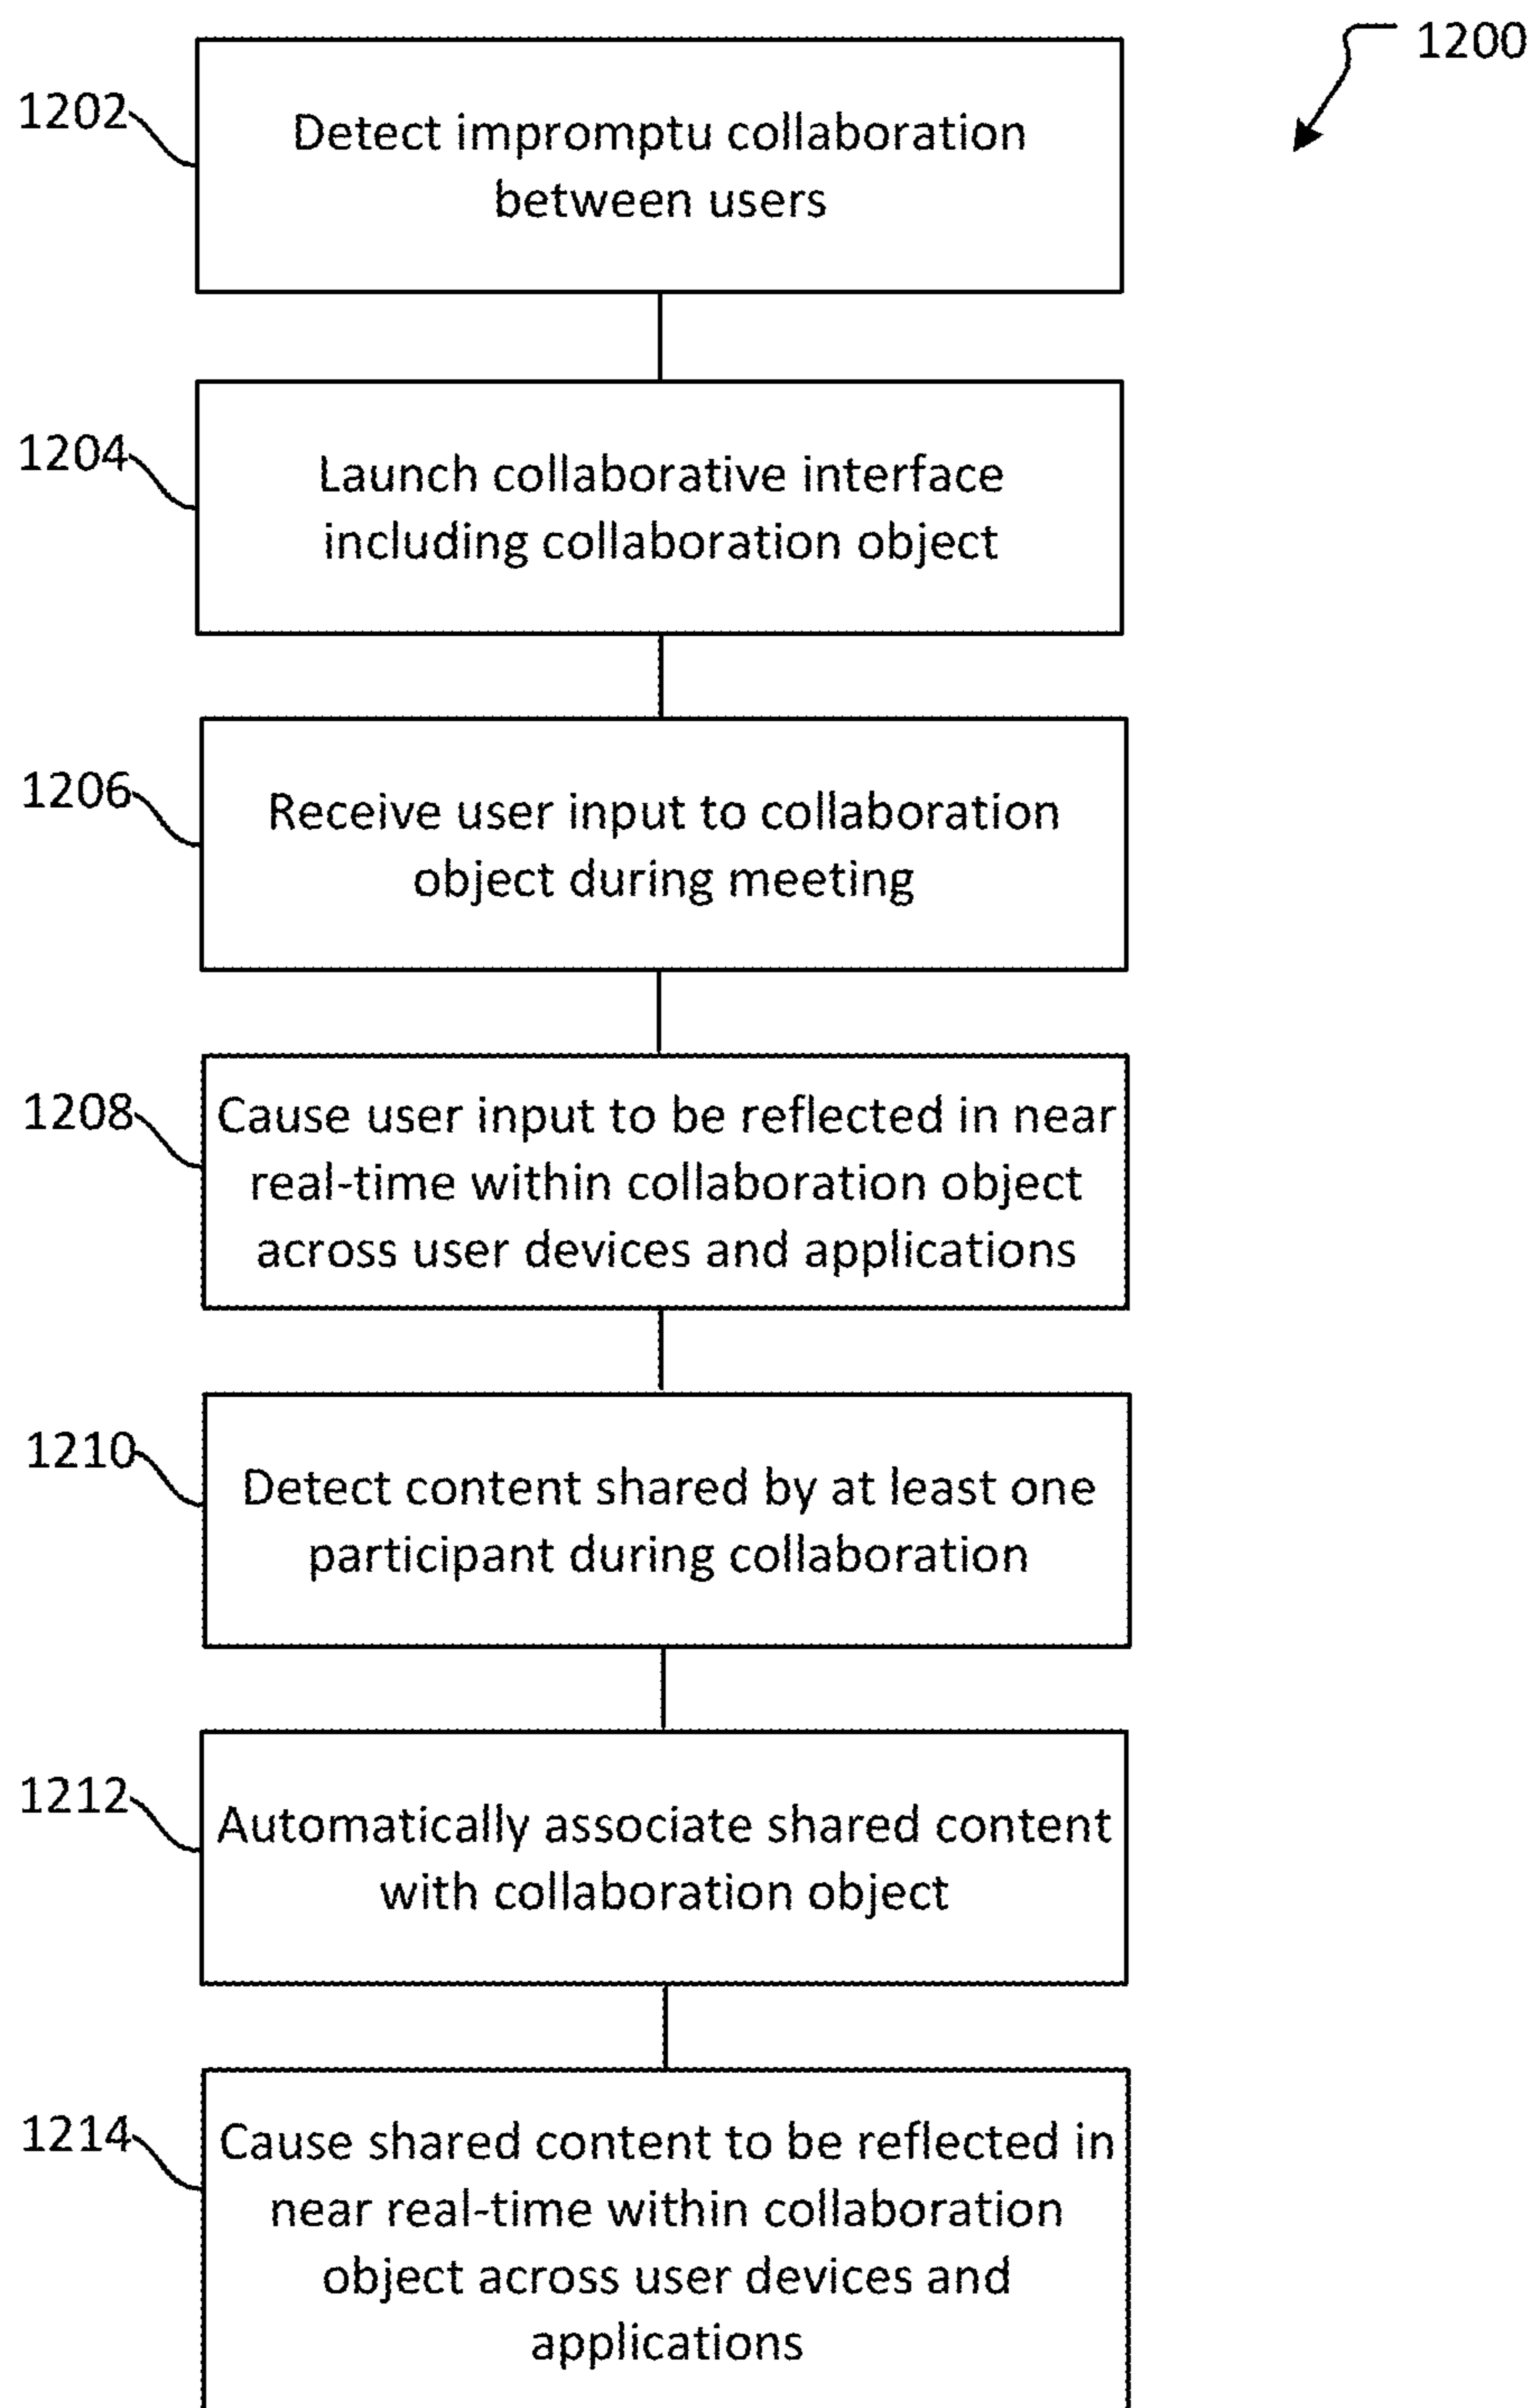 1200
1202
Detect impromptu collaboration
between users
1204
Launch collaborative interface
including collaboration object
1206
Receive user input to collaboration
object during meeting
1208
Cause user input to be reflected in near
real-time within collaboration object
across user devices and applications
1210
Detect content shared by at least one
participant during collaboration
1212
Automatically associate shared content
with collaboration object
1214
Cause shared content to be reflected in
near real-time within collaboration
object across user devices and
applications